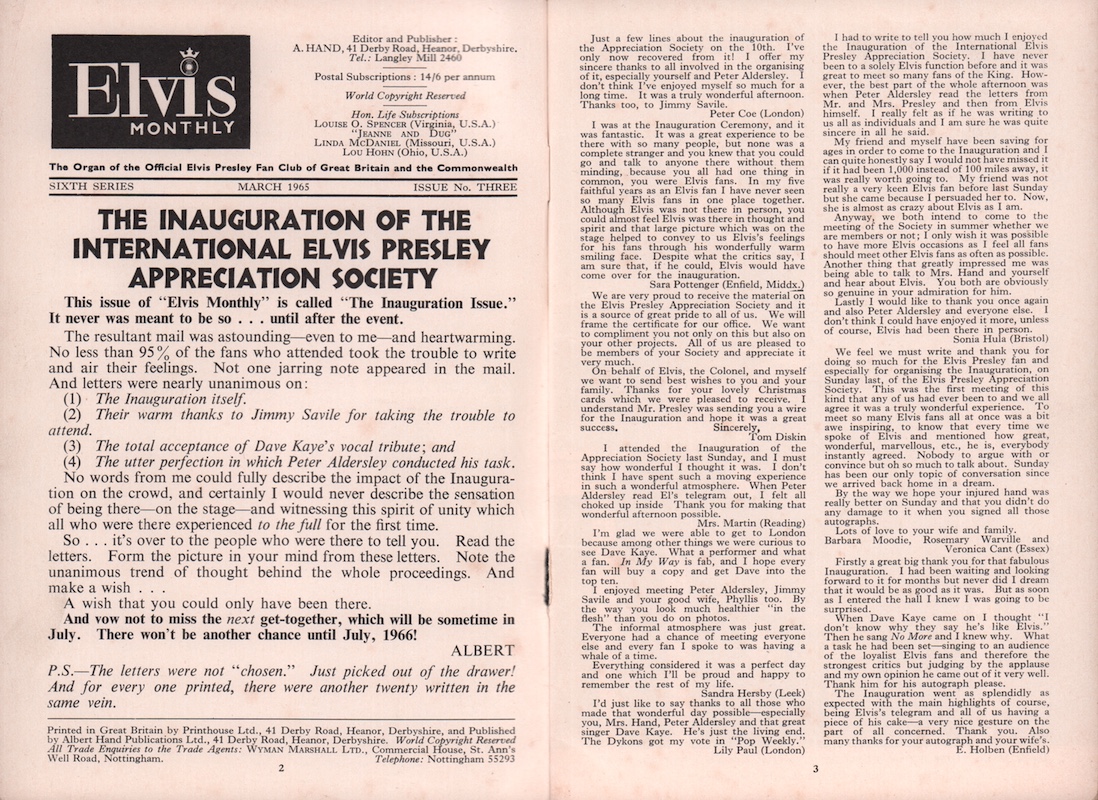 Elvis
MONTHLY
Editor and Publisher :
A. HAND, 41 Derby Road, Heanor, Derbyshire.
Tel.: Langley Mill 2460
Postal Subscriptions : 14/6 per annum
World Copyright Reserved
Hon. Life Subscriptions
LOUISE O. SPENCER (Virginia, U.S.A.)
"JEANNE AND DUG"
LINDA MCDANIEL (Missouri, U.S.A.)
LOU HOHN (Ohio, U.S.A.)
The Organ of the Official Elvis Presley Fan Club of Great Britain and the Commonwealth
SIXTH SERIES MARCH 1965 ISSUE No. THREE
THE INAUGURATION OF THE
INTERNATIONAL ELVIS PRESLEY
APPRECIATION SOCIETY
This issue of "Elvis Monthly" is called "The Inauguration Issue."
It never was meant to be so . . . until after the event.
The resultant mail was astounding—even to me—and heartwarming.
No less than 95% of the fans who attended took the trouble to write
and air their feelings. Not one jarring note appeared in the mail.
And letters were nearly unanimous on:
(1) The Inauguration itself.
(2) Their warm thanks to Jimmy Savile for taking the trouble to
attend.
(3) The total acceptance of Dave Kaye's vocal tribute; and
(4) The utter perfection in which Peter Aldersley conducted his task.
No words from me could fully describe the impact of the Inaugura-
tion on the crowd, and certainly I would never describe the sensation
of being there—on the stage—and witnessing this spirit of unity which
all who were there experienced to the full for the first time.
So . . . it's over to the people who were there to tell you. Read the
letters. Form the picture in your mind from these letters. Note the
unanimous trend of thought behind the whole proceedings. And
make a wish . . .
A wish that you could only have been there.
And vow not to miss the next get-together, which will be sometime in
July. There won't be another chance until July, 1966!
ALBERT
P.S.—The letters were not "chosen." Just picked out of the drawer!
And for every one printed, there were another twenty written in the
same vein.
Printed in Great Britain by Printhouse Ltd., 41 Derby Road, Heanor, Derbyshire, and Published
by Albert Hand Publications Ltd., 41 Derby Road, Heanor, Derbyshire. World Copyright Reserved
All Trade Enquiries to the Trade Agents: WYMAN MARSHALL LTD., Commercial House, St. Ann's
Well Road, Nottingham. Telephone: Nottingham 55293
2
Just a few lines about the inauguration of
the Appreciation Society on the 10th. I've
only now recovered from it! I offer my
sincere thanks to all involved in the organising
of it, especially yourself and Peter Aldersley. I
don't think I've enjoyed myself so much for a
long time. It was a truly wonderful afternoon.
Thanks too, to Jimmy Savile.
Peter Coe (London)
I was at the Inauguration Ceremony, and it
was fantastic. It was a great experience to be
there with so many people, but none was a
complete stranger and you knew that you could
go and talk to anyone there without them
minding, because you all had one thing in
common, you were Elvis fans. In my five
faithful years as an Elvis fan I have never seen
so many Elvis fans in one place together.
Although Elvis was not there in person, you
could almost feel Elvis was there in thought and
spirit and that large picture which was on the
stage helped to convey to us Elvis's feelings
for his fans through his wonderfully warm
smiling face. Despite what the critics say, I
am sure that, if he could, Elvis would have
come over for the inauguration.
Sara Pottenger (Enfield, Middx.)
We are very proud to receive the material on
the Elvis Presley Appreciation Society and it
is a source of great pride to all of us. We will
frame the certificate for our office. We want
to compliment you not only on this but also on
your other projects. All of us are pleased to
be members of your Society and appreciate it
very much.
On behalf of Elvis, the Colonel, and myself
we want to send best wishes to you and your
family. Thanks for your lovely Christmas
cards which we were pleased to receive. I
understand Mr. Presley was sending you a wire
for the Inauguration and hope it was a great
success. Sincerely,
Tom Diskin
I attended the Inauguration of the
Appreciation Society last Sunday, and I must
say how wonderful I thought it was. I don't
think I have spent such a moving experience
in such a wonderful atmosphere. When Peter
Aldersley read El's telegram out, I felt all
choked up inside Thank you for making that
wonderful afternoon possible.
Mrs. Martin (Reading)
I'm glad we were able to get to London
because among other things we were curious to
see Dave Kaye. What a performer and what
a fan. In My Way is fab, and I hope every
fan will buy a copy and get Dave into the
top ten.
I enjoyed meeting Peter Aldersley, Jimmy
Savile and your good wife, Phyllis too. By
the way you look much healthier "in the
flesh" than you do on photos.
The informal atmosphere was just great.
Everyone had a chance of meeting everyone
else and every fan I spoke to was having a
whale of a time.
Everything considered it was a perfect day
and one which I'll be proud and happy to
remember the rest of my life.
Sandra Hersby (Leek)
I'd just like to say thanks to all those who
made that wonderful day possible—especially
you, Mrs. Hand, Peter Aldersley and that great
singer Dave Kaye. He's just the living end.
The Dykons got my vote in "Pop Weekly."
Lily Paul (London)
I had to write to tell you how much I enjoyed
the Inauguration of the International Elvis
Presley Appreciation Society. I have never
been to a solely Elvis function before and it was
great to meet so many fans of the King. How-
ever, the best part of the whole afternoon was
when Peter Aldersley read the letters from
Mr. and Mrs. Presley and then from Elvis
himself. I really felt as if he was writing to
us all as individuals and I am sure he was quite
sincere in all he said.
My friend and myself have been saving for
ages in order to come to the Inauguration and I
can quite honestly say I would not have missed it
if it had been 1,000 instead of 100 miles away, it
was really worth going to. My friend was not
really a very keen Elvis fan before last Sunday
but she came because I persuaded her to. Now,
she is almost as crazy about Elvis as I am.
Anyway, we both intend to come to the
meeting of the Society in summer whether we
are members or not; I only wish it was possible
to have more Elvis occasions as I feel all fans
should meet other Elvis fans as often as possible.
Another thing that greatly impressed me was
being able to talk to Mrs. Hand and yourself
and hear about Elvis. You both are obviously
so genuine in your admiration for him.
Lastly I would like to thank you once again
and also Peter Aldersley and everyone else. I
don't think I could have enjoyed it more, unless
of course, Elvis had been there in person.
Sonia Hula (Bristol)
We feel we must write and thank you for
doing so much for the Elvis Presley fan and
especially for organising the Inauguration, on
Sunday last, of the Elvis Presley Appreciation
Society. This was the first meeting of this
kind that any of us had ever been to and we all
agree it was a truly wonderful experience. To
meet so many Elvis fans all at once was a bit
awe inspiring, to know that every time we
spoke of Elvis and mentioned how great,
wonderful, marvellous, etc., he is, everybody
instantly agreed. Nobody to argue with or
convince but oh so much to talk about. Sunday
has been our only topic of conversation since
we arrived back home in a dream.
By the way we hope your injured hand was
really better on Sunday and that you didn't do
any damage to it when you signed all those
autographs.
Lots of love to your wife and family.
Barbara Moodie, Rosemary Warville and
Veronica Cant (Essex)
Firstly a great big thank you for that fabulous
Inauguration. I had been waiting and looking
forward to it for months but never did I dream
that it would be as good as it was. But as soon
as I entered the hall I knew I was going to be
surprised.
When Dave Kaye came on I thought "I
don't know why they say he's like Elvis."
Then he sang No More and I knew why. What
a task he had been set—singing to an audience
of the loyalist Elvis fans and therefore the
strongest critics but judging by the applause
and my own opinion he came out of it very well.
Thank him for his autograph please.
The Inauguration went as splendidly as
expected with the main highlights of course,
being Elvis's telegram and all of us having a
piece of his cake—a very nice gesture on the
part of all concerned. Thank you. Also
many thanks for your autograph and your wife's.
E. Holben (Enfield)
3